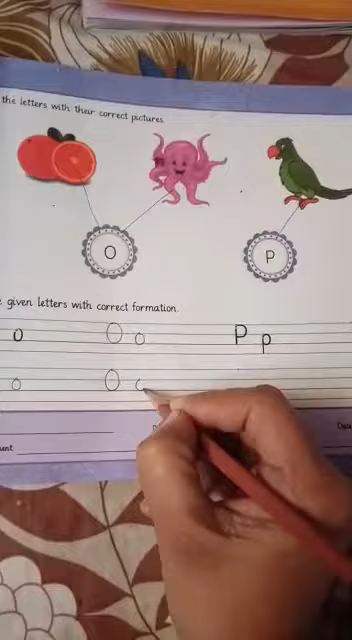 the letters with their correct pictures.
O P
given letters with correct formation.
o O o P p
o O